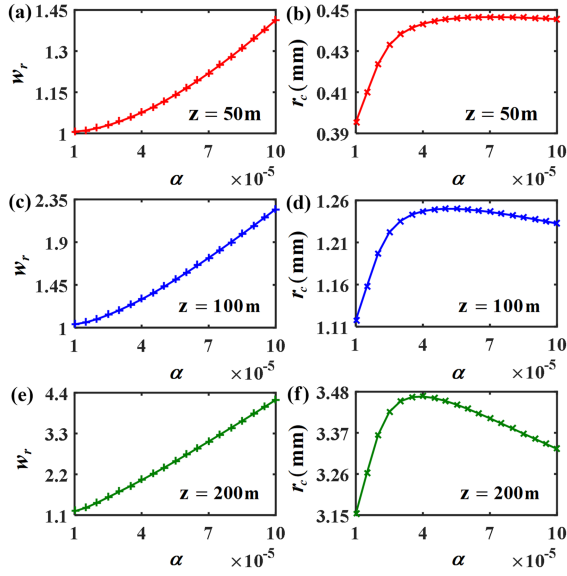 (a)
1.45
1.3
1.15
1
w_r
z = 50m
1 4 7 10
α ×10^-5
(b)
0.45
0.43
0.41
0.39
r_c (mm)
z = 50m
1 4 7 10
α ×10^-5
(c)
2.35
1.9
1.45
1
w_r
z = 100m
1 4 7 10
α ×10^-5
(d)
1.26
1.21
1.16
1.11
r_c (mm)
z = 100m
1 4 7 10
α ×10^-5
(e)
4.4
3.3
2.2
1.1
w_r
z = 200m
1 4 7 10
α ×10^-5
(f)
3.48
3.37
3.26
3.15
r_c (mm)
z = 200m
1 4 7 10
α ×10^-5